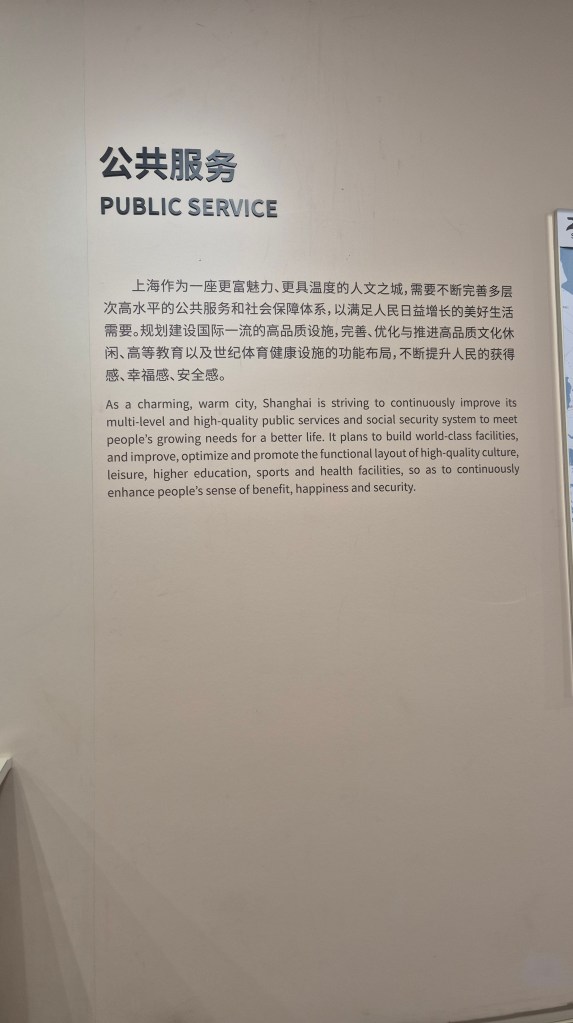 公共服务
PUBLIC SERVICE
上海作为一座更富魅力、更具温度的人文之城，需要不断完善多层
次高水平的公共服务和社会保障体系，以满足人民日益增长的美好生活
需要。规划建设国际一流的高品质设施，完善、优化与推进高品质文化休
闲、高等教育以及世纪体育健康设施的功能布局，不断提升人民的获得
感、幸福感、安全感。
As a charming, warm city, Shanghai is striving to continuously improve its
multi-level and high-quality public services and social security system to meet
people's growing needs for a better life. It plans to build world-class facilities,
and improve, optimize and promote the functional layout of high-quality culture,
leisure, higher education, sports and health facilities, so as to continuously
enhance people's sense of benefit, happiness and security.